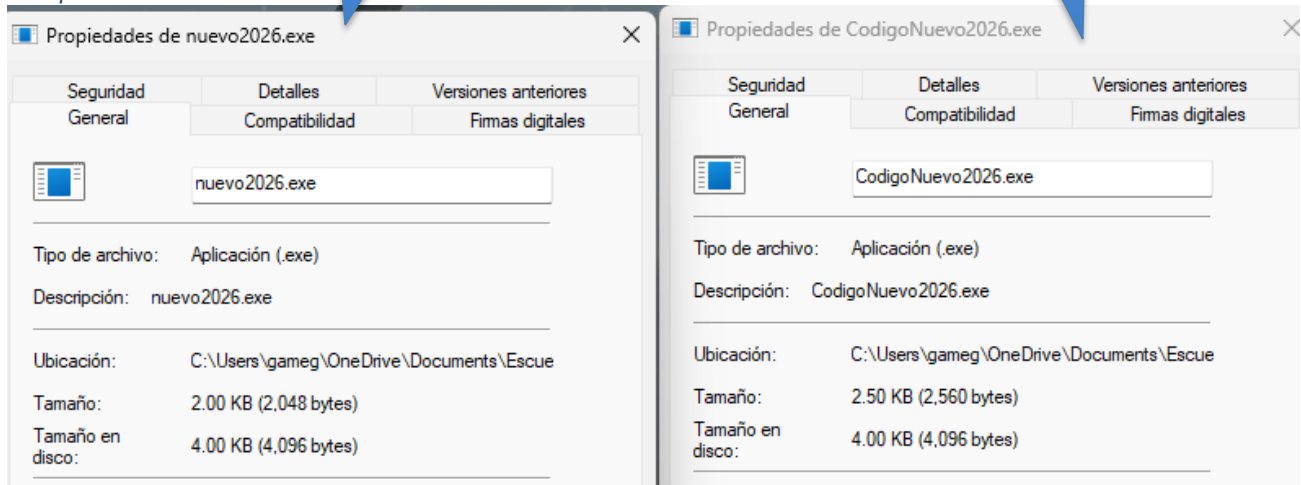 Propiedades de nuevo2026.exe
Seguridad Detalles Versiones anteriores
General Compatibilidad Firmas digitales
nuevo2026.exe
Tipo de archivo: Aplicación (.exe)
Descripción: nuevo2026.exe
Ubicación: C:\Users\gameg\OneDrive\Documents\Escue
Tamaño: 2.00 KB (2,048 bytes)
Tamaño en
disco: 4.00 KB (4,096 bytes)
Propiedades de CodigoNuevo2026.exe
Seguridad Detalles Versiones anteriores
General Compatibilidad Firmas digitales
CodigoNuevo2026.exe
Tipo de archivo: Aplicación (.exe)
Descripción: CodigoNuevo2026.exe
Ubicación: C:\Users\gameg\OneDrive\Documents\Escue
Tamaño: 2.50 KB (2,560 bytes)
Tamaño en
disco: 4.00 KB (4,096 bytes)